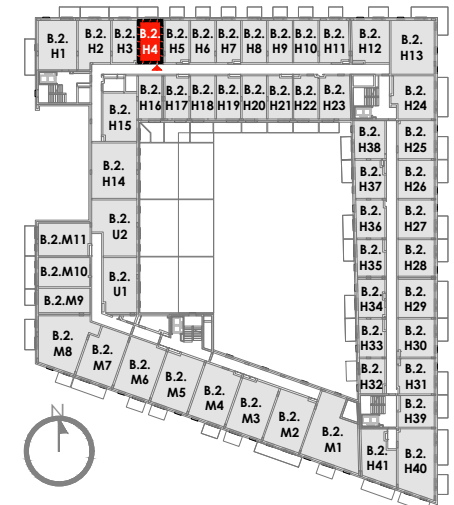 B.2.
H1
B.2.
H2
B.2.
H3
B.2.
H4
B.2.
H5
B.2.
H6
B.2.
H7
B.2.
H8
B.2.
H9
B.2.
H10
B.2.
H11
B.2.
H12
B.2.
H13
B.2.
H16
B.2.
H17
B.2.
H18
B.2.
H19
B.2.
H20
B.2.
H21
B.2.
H22
B.2.
H23
B.2.
H24
B.2.
H15
B.2.
H38
B.2.
H25
B.2.
H14
B.2.
H37
B.2.
H26
B.2.
U2
B.2.
H36
B.2.
H27
B.2.M11
B.2.
H35
B.2.
H28
B.2.M10
B.2.
U1
B.2.
H34
B.2.
H29
B.2.M9
B.2.
H33
B.2.
H30
B.2.
M8
B.2.
M7
B.2.
M6
B.2.
M5
B.2.
M4
B.2.
M3
B.2.
M2
B.2.
M1
B.2.
H32
B.2.
H31
B.2.
H39
B.2.
H41
B.2.
H40
N